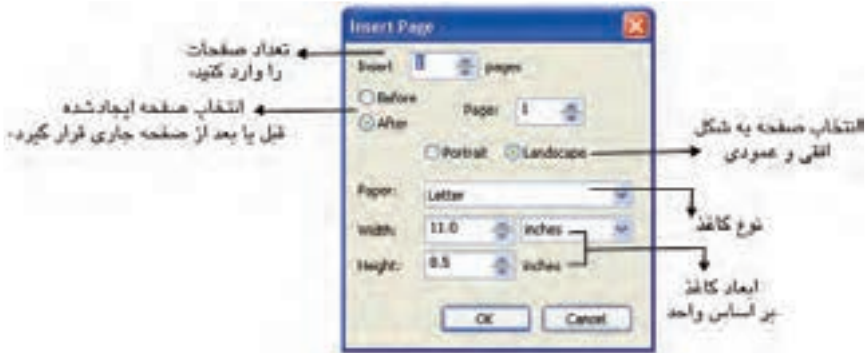 Insert Page
Insert 1 pages
Before
After
Page: 1
Portrait Landscape
Paper: Letter
Width: 11.0 inches
Height: 8.5 inches
OK Cancel
تعداد صفحات
را وارد کنید.
انتخاب صفحه ایجادشده
قبل یا بعد از صفحه جاری قرار گیرد.
انتخاب صفحه به شکل
افقی و عمودی
نوع کاغذ
ابعاد کاغذ
بر اساس واحد